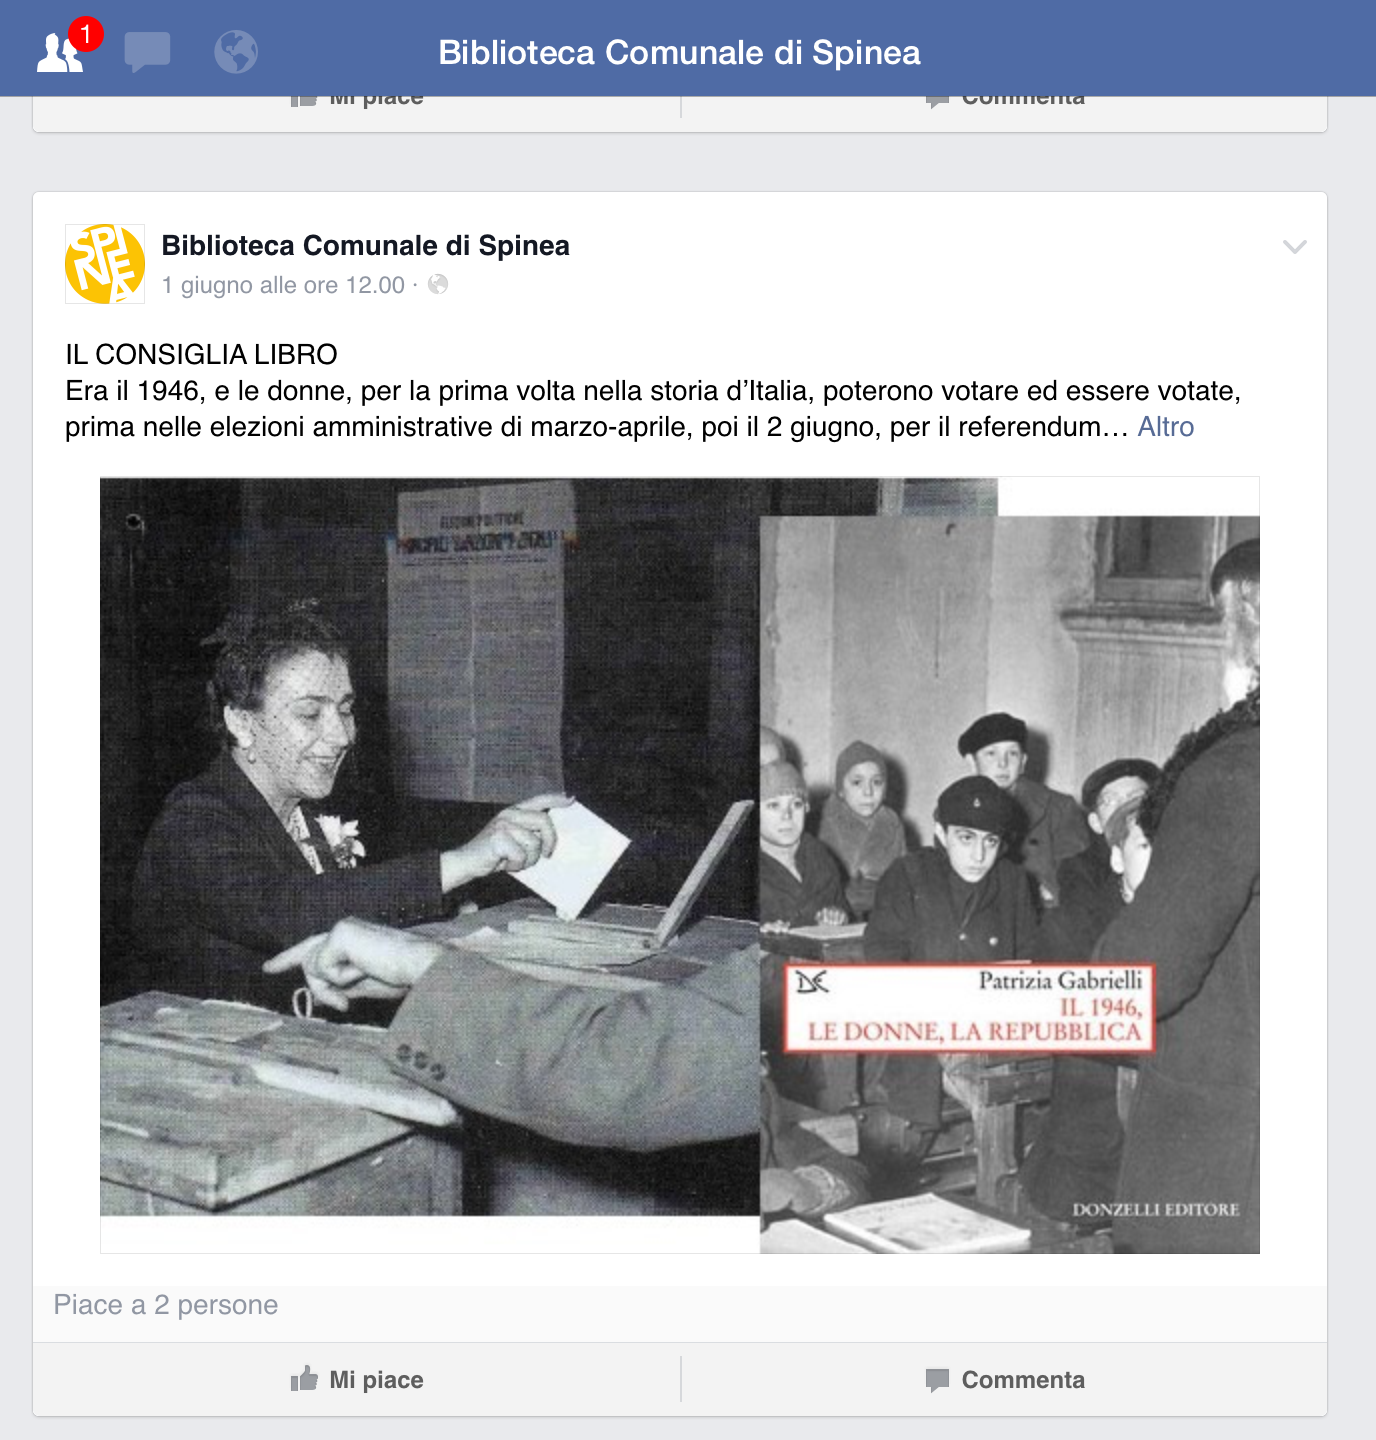 1
Biblioteca Comunale di Spinea
Mi piace
Commenta
SPINEA
Biblioteca Comunale di Spinea
1 giugno alle ore 12.00 ·
IL CONSIGLIA LIBRO
Era il 1946, e le donne, per la prima volta nella storia d’Italia, poterono votare ed essere votate,
prima nelle elezioni amministrative di marzo-aprile, poi il 2 giugno, per il referendum… Altro
ELEZIONI POLITICHE
Patrizia Gabrielli
IL 1946,
LE DONNE, LA REPUBBLICA
DONZELLI EDITORE
Piace a 2 persone
Mi piace
Commenta